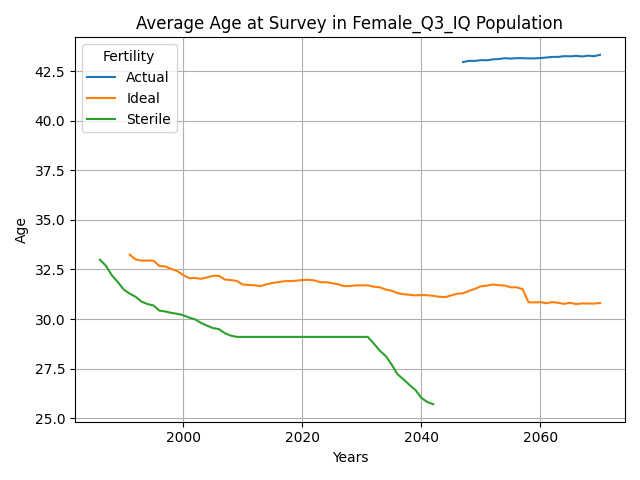 Average Age at Survey in Female_Q3_IQ Population
Fertility
Actual
Ideal
Sterile
42.5
40.0
37.5
35.0
32.5
30.0
27.5
25.0
Age
2000
2020
2040
2060
Years